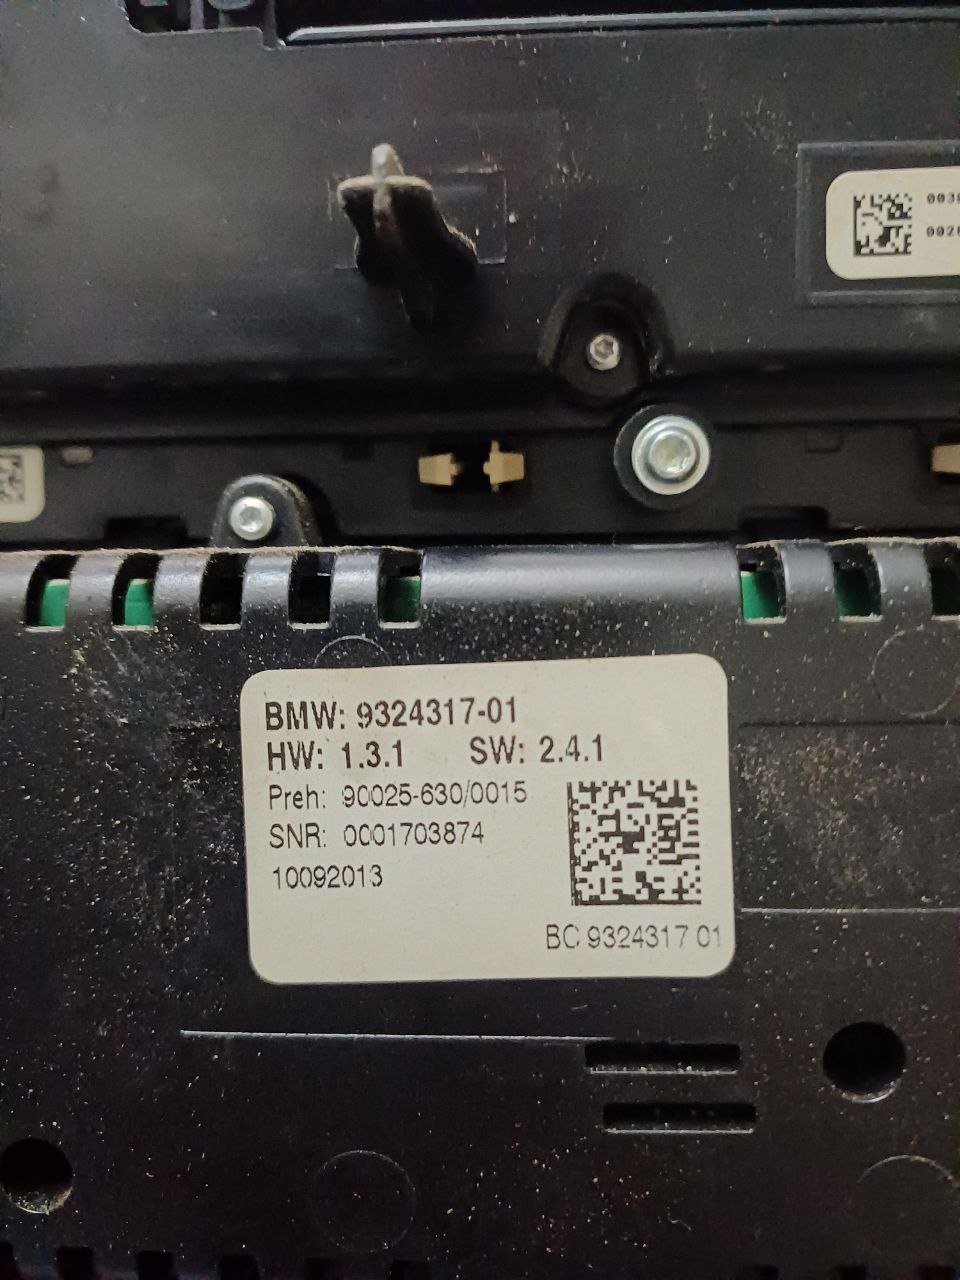 BMW: 9324317-01
HW: 1.3.1 SW: 2.4.1
Preh: 90025-630/0015
SNR: 0001703874
10092013
BC 9324317 01